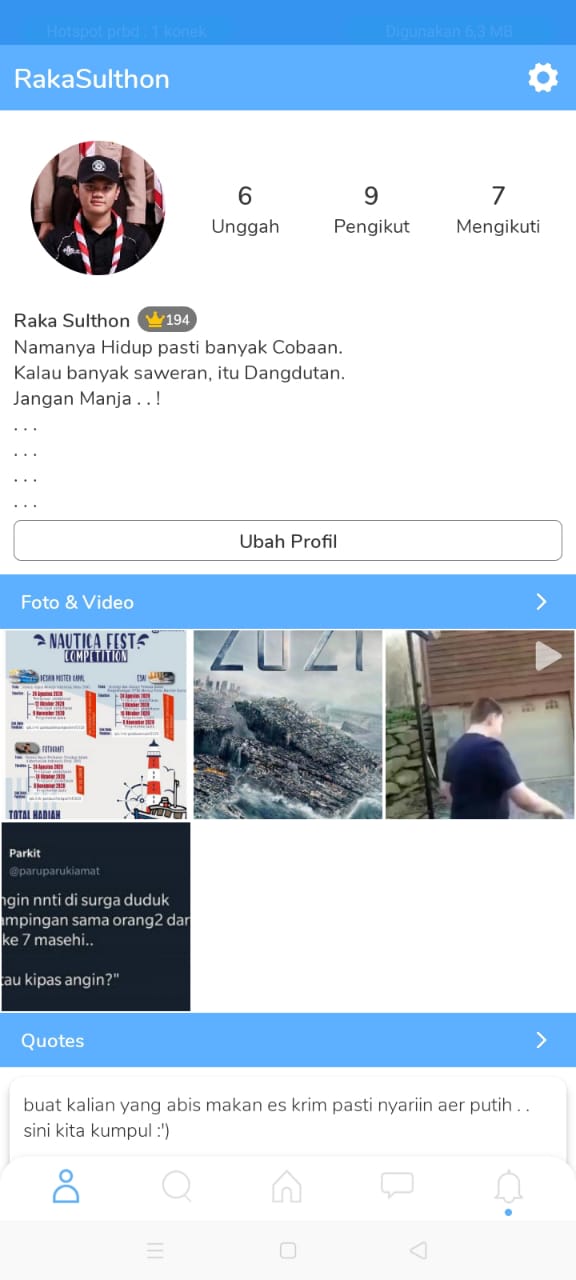 Hotspot prbd : 1 konek Digunakan 6,3 MB
RakaSulthon
6 9 7
Unggah Pengikut Mengikuti
Raka Sulthon 194
Namanya Hidup pasti banyak Cobaan.
Kalau banyak saweran, itu Dangdutan.
Jangan Manja . . !
. . .
. . .
. . .
. . .
Ubah Profil
Foto & Video
NAUTICA FEST
COMPETITION
DESAIN POSTER KAPAL
ESAI
FOTOGRAFI
TOTAL HADIAH
2021
Parkit
@paruparukiamat
ngin nnti di surga duduk
ampingan sama orang2 dar
ke 7 masehi..
tau kipas angin?"
Quotes
buat kalian yang abis makan es krim pasti nyariin aer putih . .
sini kita kumpul :')